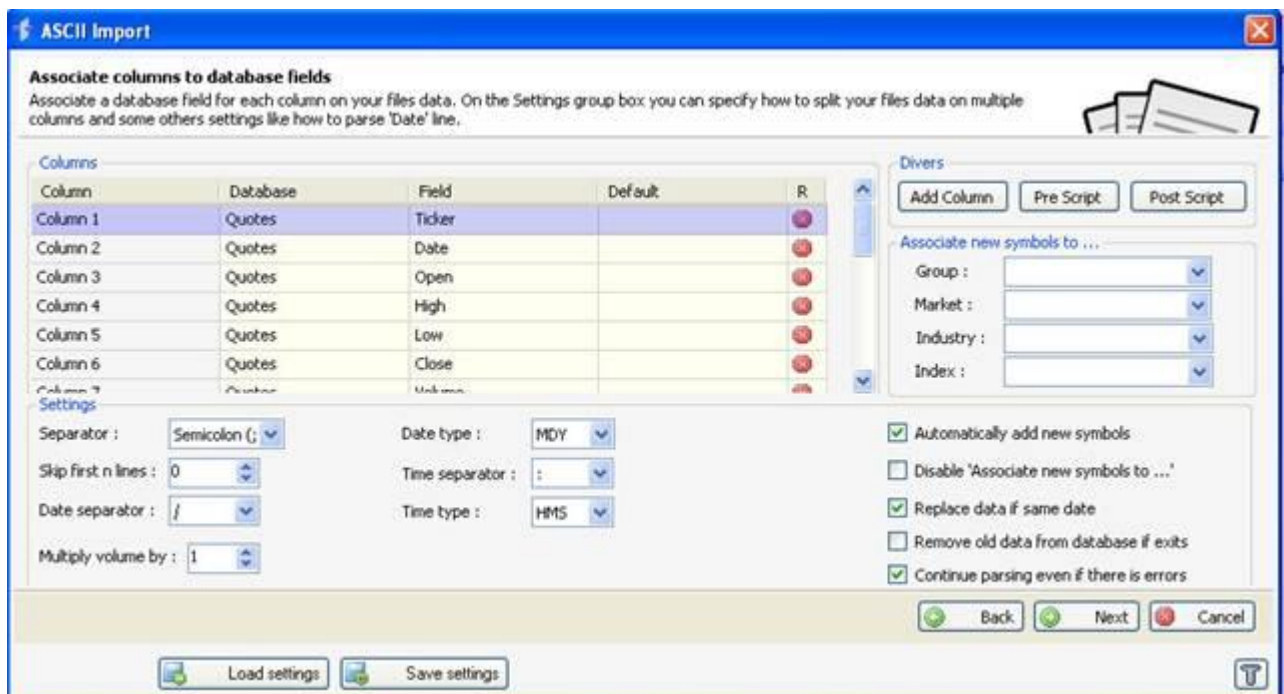 ASCII Import
Associate columns to database fields
Associate a database field for each column on your files data. On the Settings group box you can specify how to split your files data on multiple
columns and some others settings like how to parse 'Date' line.
Columns
Column Database Field Default R
Column 1 Quotes Ticker
Column 2 Quotes Date
Column 3 Quotes Open
Column 4 Quotes High
Column 5 Quotes Low
Column 6 Quotes Close
Column 7 Quotes Volume
Divers
Add Column Pre Script Post Script
Associate new symbols to ...
Group :
Market :
Industry :
Index :
Settings
Separator : Semicolon (; Date type : MDY
Skip first n lines : 0 Time separator : :
Date separator : / Time type : HMS
Multiply volume by : 1
Automatically add new symbols
Disable 'Associate new symbols to ...'
Replace data if same date
Remove old data from database if exits
Continue parsing even if there is errors
Back Next Cancel
Load settings Save settings